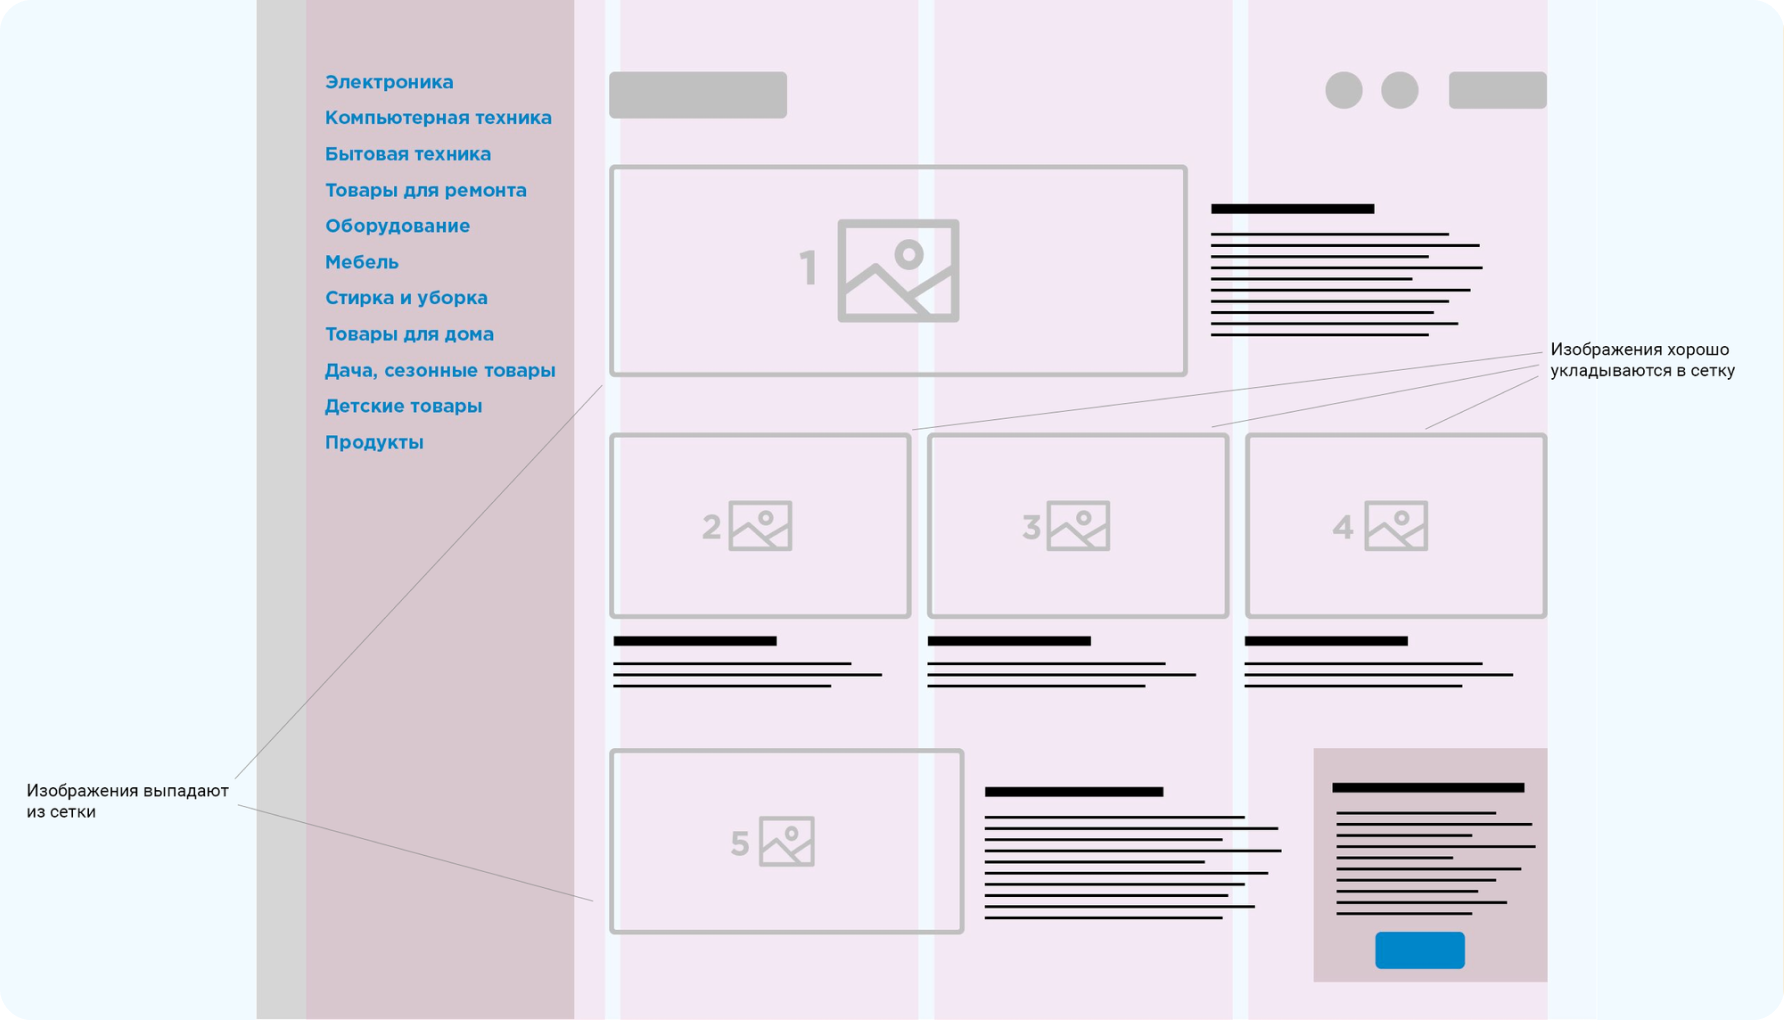 Электроника
Компьютерная техника
Бытовая техника
Товары для ремонта
Оборудование
Мебель
Стирка и уборка
Товары для дома
Дача, сезонные товары
Детские товары
Продукты
1
Изображения хорошо
укладываются в сетку
2
3
4
Изображения выпадают
из сетки
5